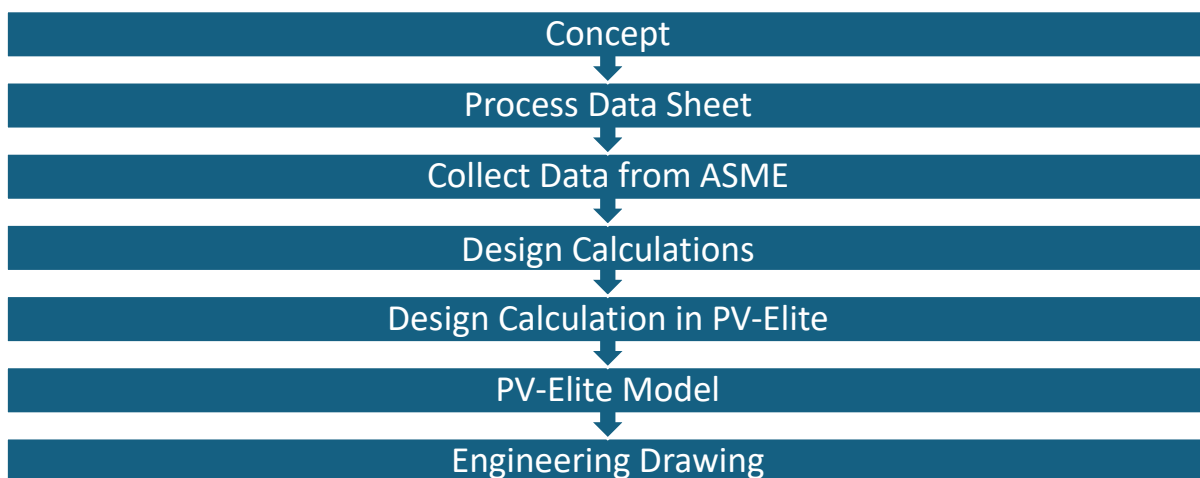 Concept
Process Data Sheet
Collect Data from ASME
Design Calculations
Design Calculation in PV-Elite
PV-Elite Model
Engineering Drawing